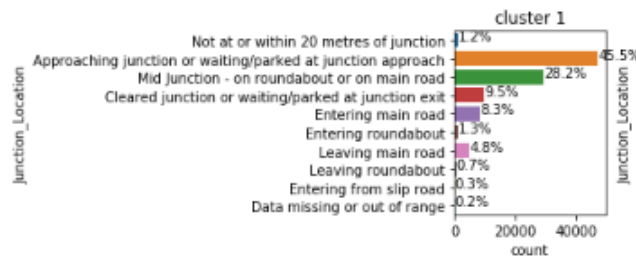 cluster 1
Junction_Location
Not at or within 20 metres of junction 1.2%
Approaching junction or waiting/parked at junction approach 45.5%
Mid Junction - on roundabout or on main road 28.2%
Cleared junction or waiting/parked at junction exit 9.5%
Entering main road 8.3%
Entering roundabout 1.3%
Leaving main road 4.8%
Leaving roundabout 0.7%
Entering from slip road 0.3%
Data missing or out of range 0.2%
0 20000 40000
count
Junction_Location